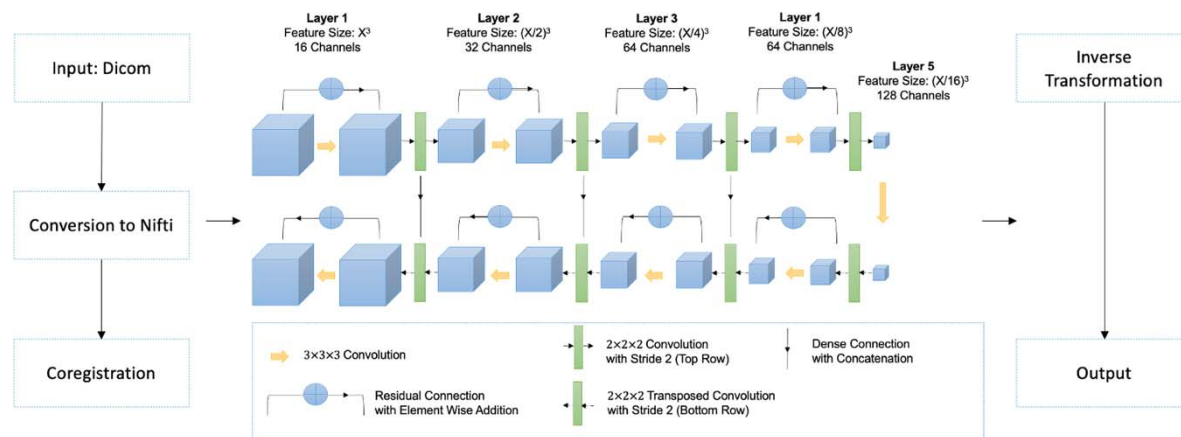 Input: Dicom
Conversion to Nifti
Coregistration
Layer 1
Feature Size: X³
16 Channels
Layer 2
Feature Size: (X/2)³
32 Channels
Layer 3
Feature Size: (X/4)³
64 Channels
Layer 1
Feature Size: (X/8)³
64 Channels
Layer 5
Feature Size: (X/16)³
128 Channels
3×3×3 Convolution
Residual Connection
with Element Wise Addition
2×2×2 Convolution
with Stride 2 (Top Row)
2×2×2 Transposed Convolution
with Stride 2 (Bottom Row)
Dense Connection
with Concatenation
Inverse
Transformation
Output